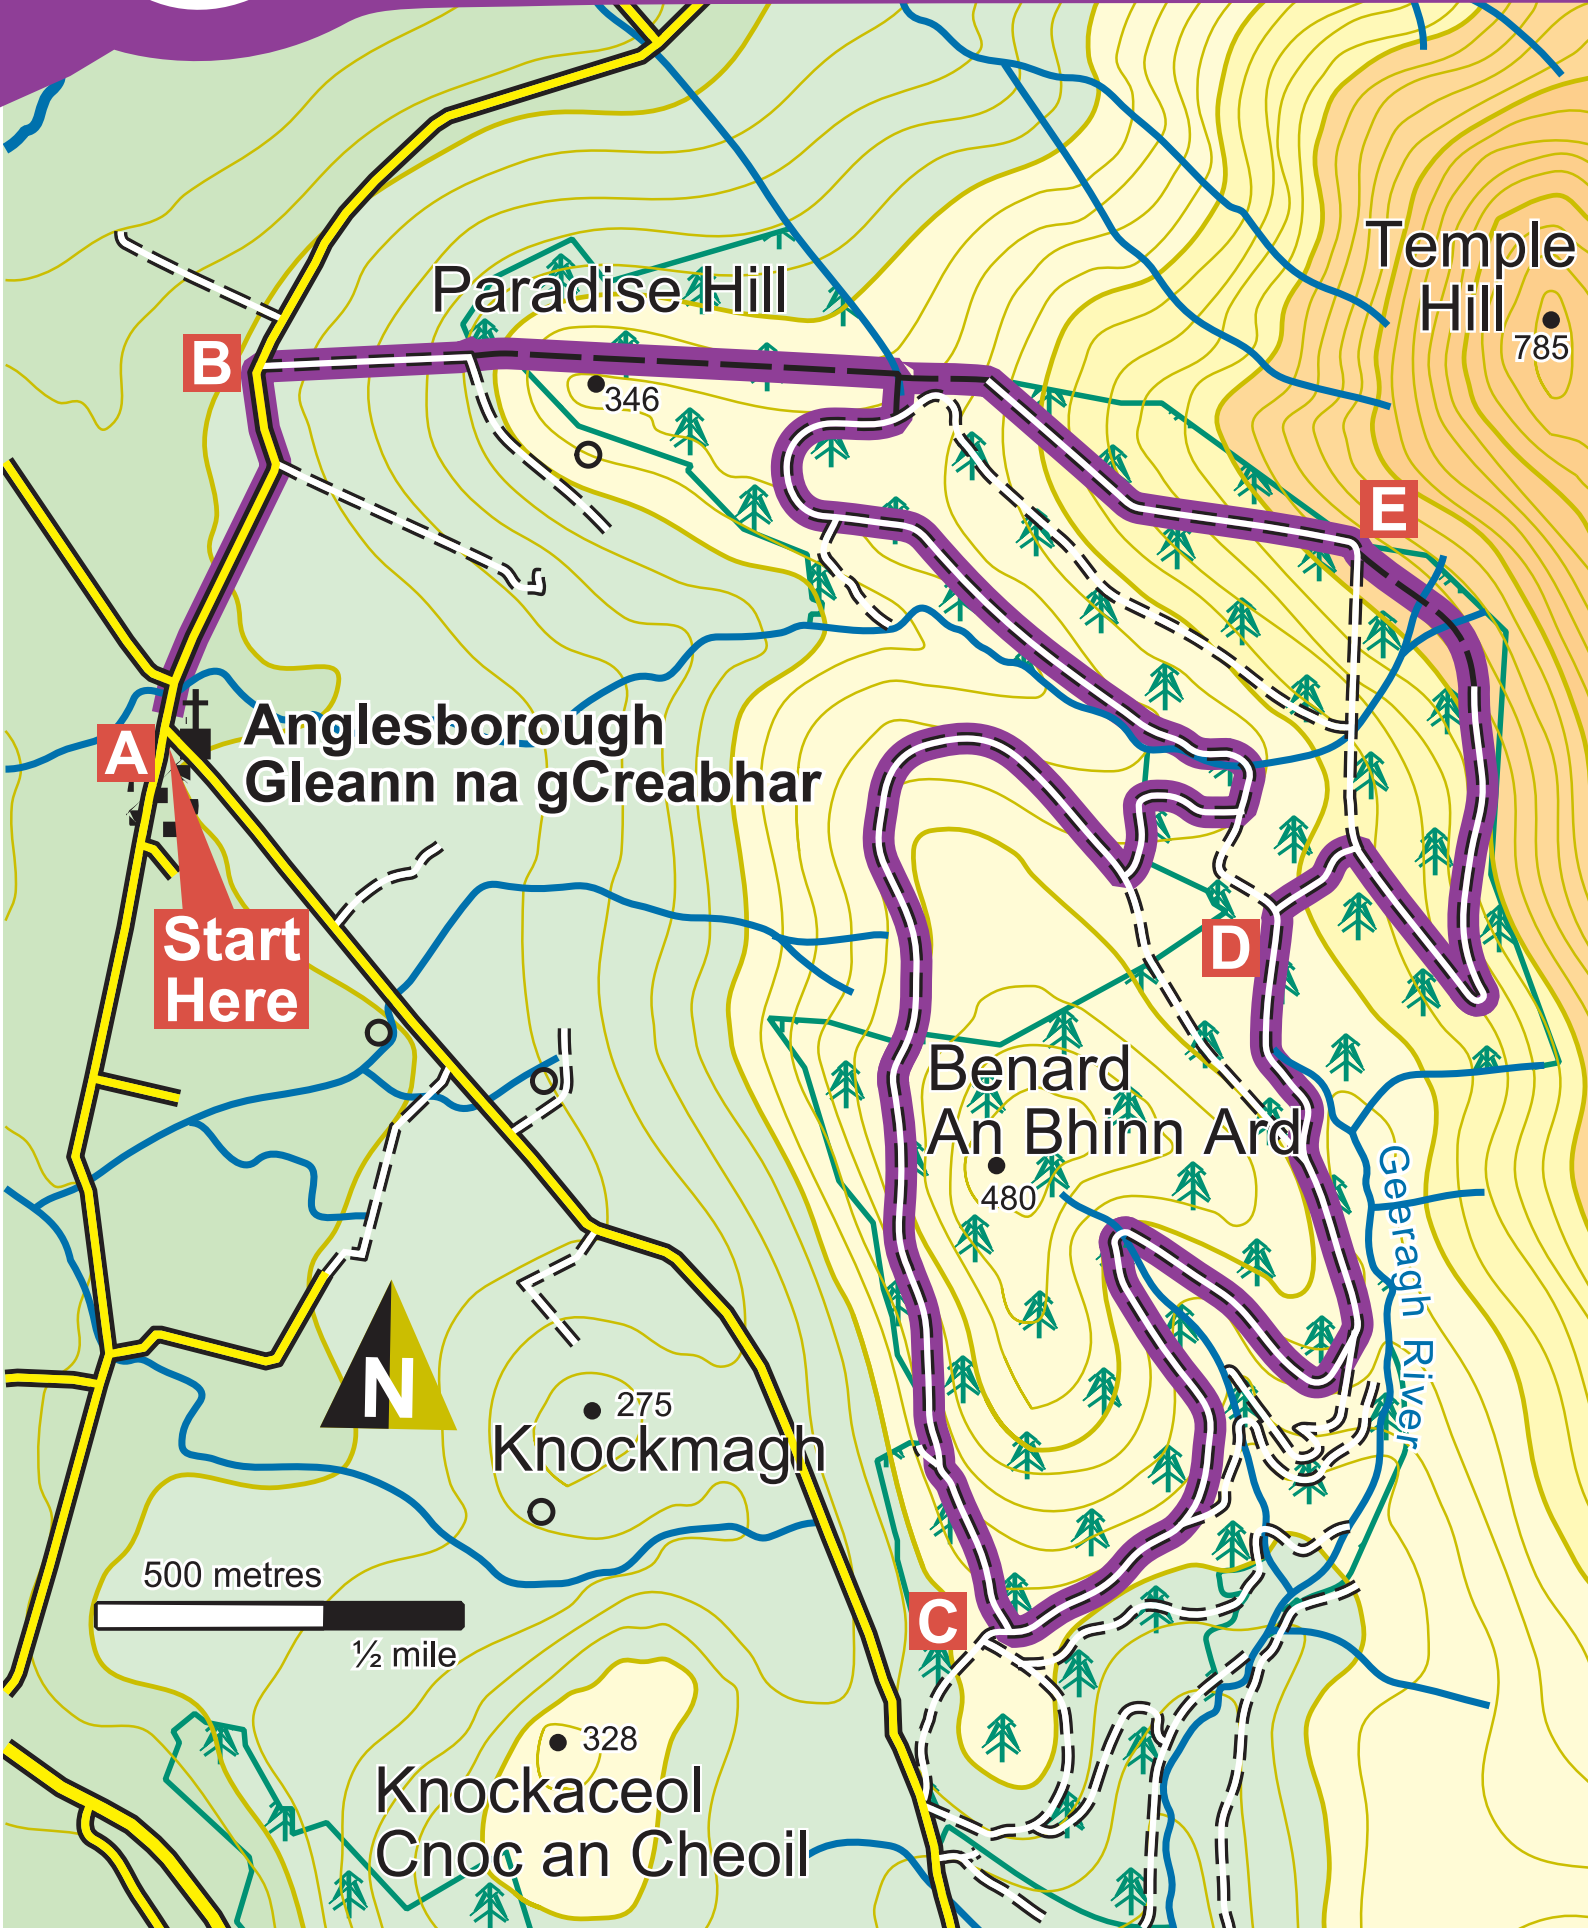 Temple
Hill
785
Paradise Hill
B
346
E
Anglesborough
Gleann na gCreabhar
A
Start
Here
D
Benard
An Bhinn Ard
480
Geeragh River
N
275
Knockmagh
500 metres
½ mile
C
328
Knockaceol
Cnoc an Cheoil